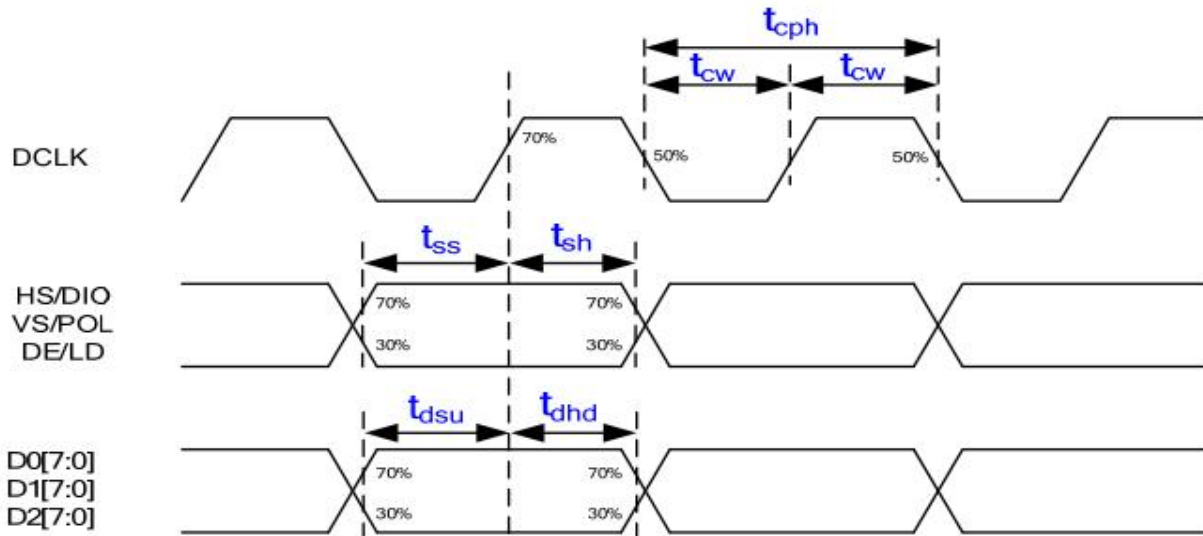 tcph
tcw tcw
DCLK
70%
50%
50%
tss tsh
HS/DIO
VS/POL
DE/LD
70% 70%
30% 30%
tdsu tdhd
D0[7:0]
D1[7:0]
D2[7:0]
70% 70%
30% 30%